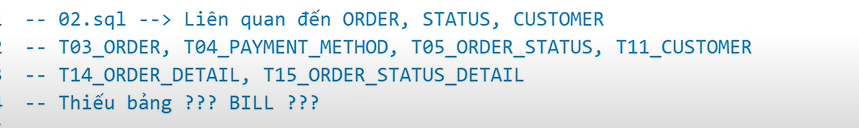 -- 02.sql --> Liên quan đến ORDER, STATUS, CUSTOMER
-- T03_ORDER, T04_PAYMENT_METHOD, T05_ORDER_STATUS, T11_CUSTOMER
-- T14_ORDER_DETAIL, T15_ORDER_STATUS_DETAIL
-- Thiếu bảng ??? BILL ???